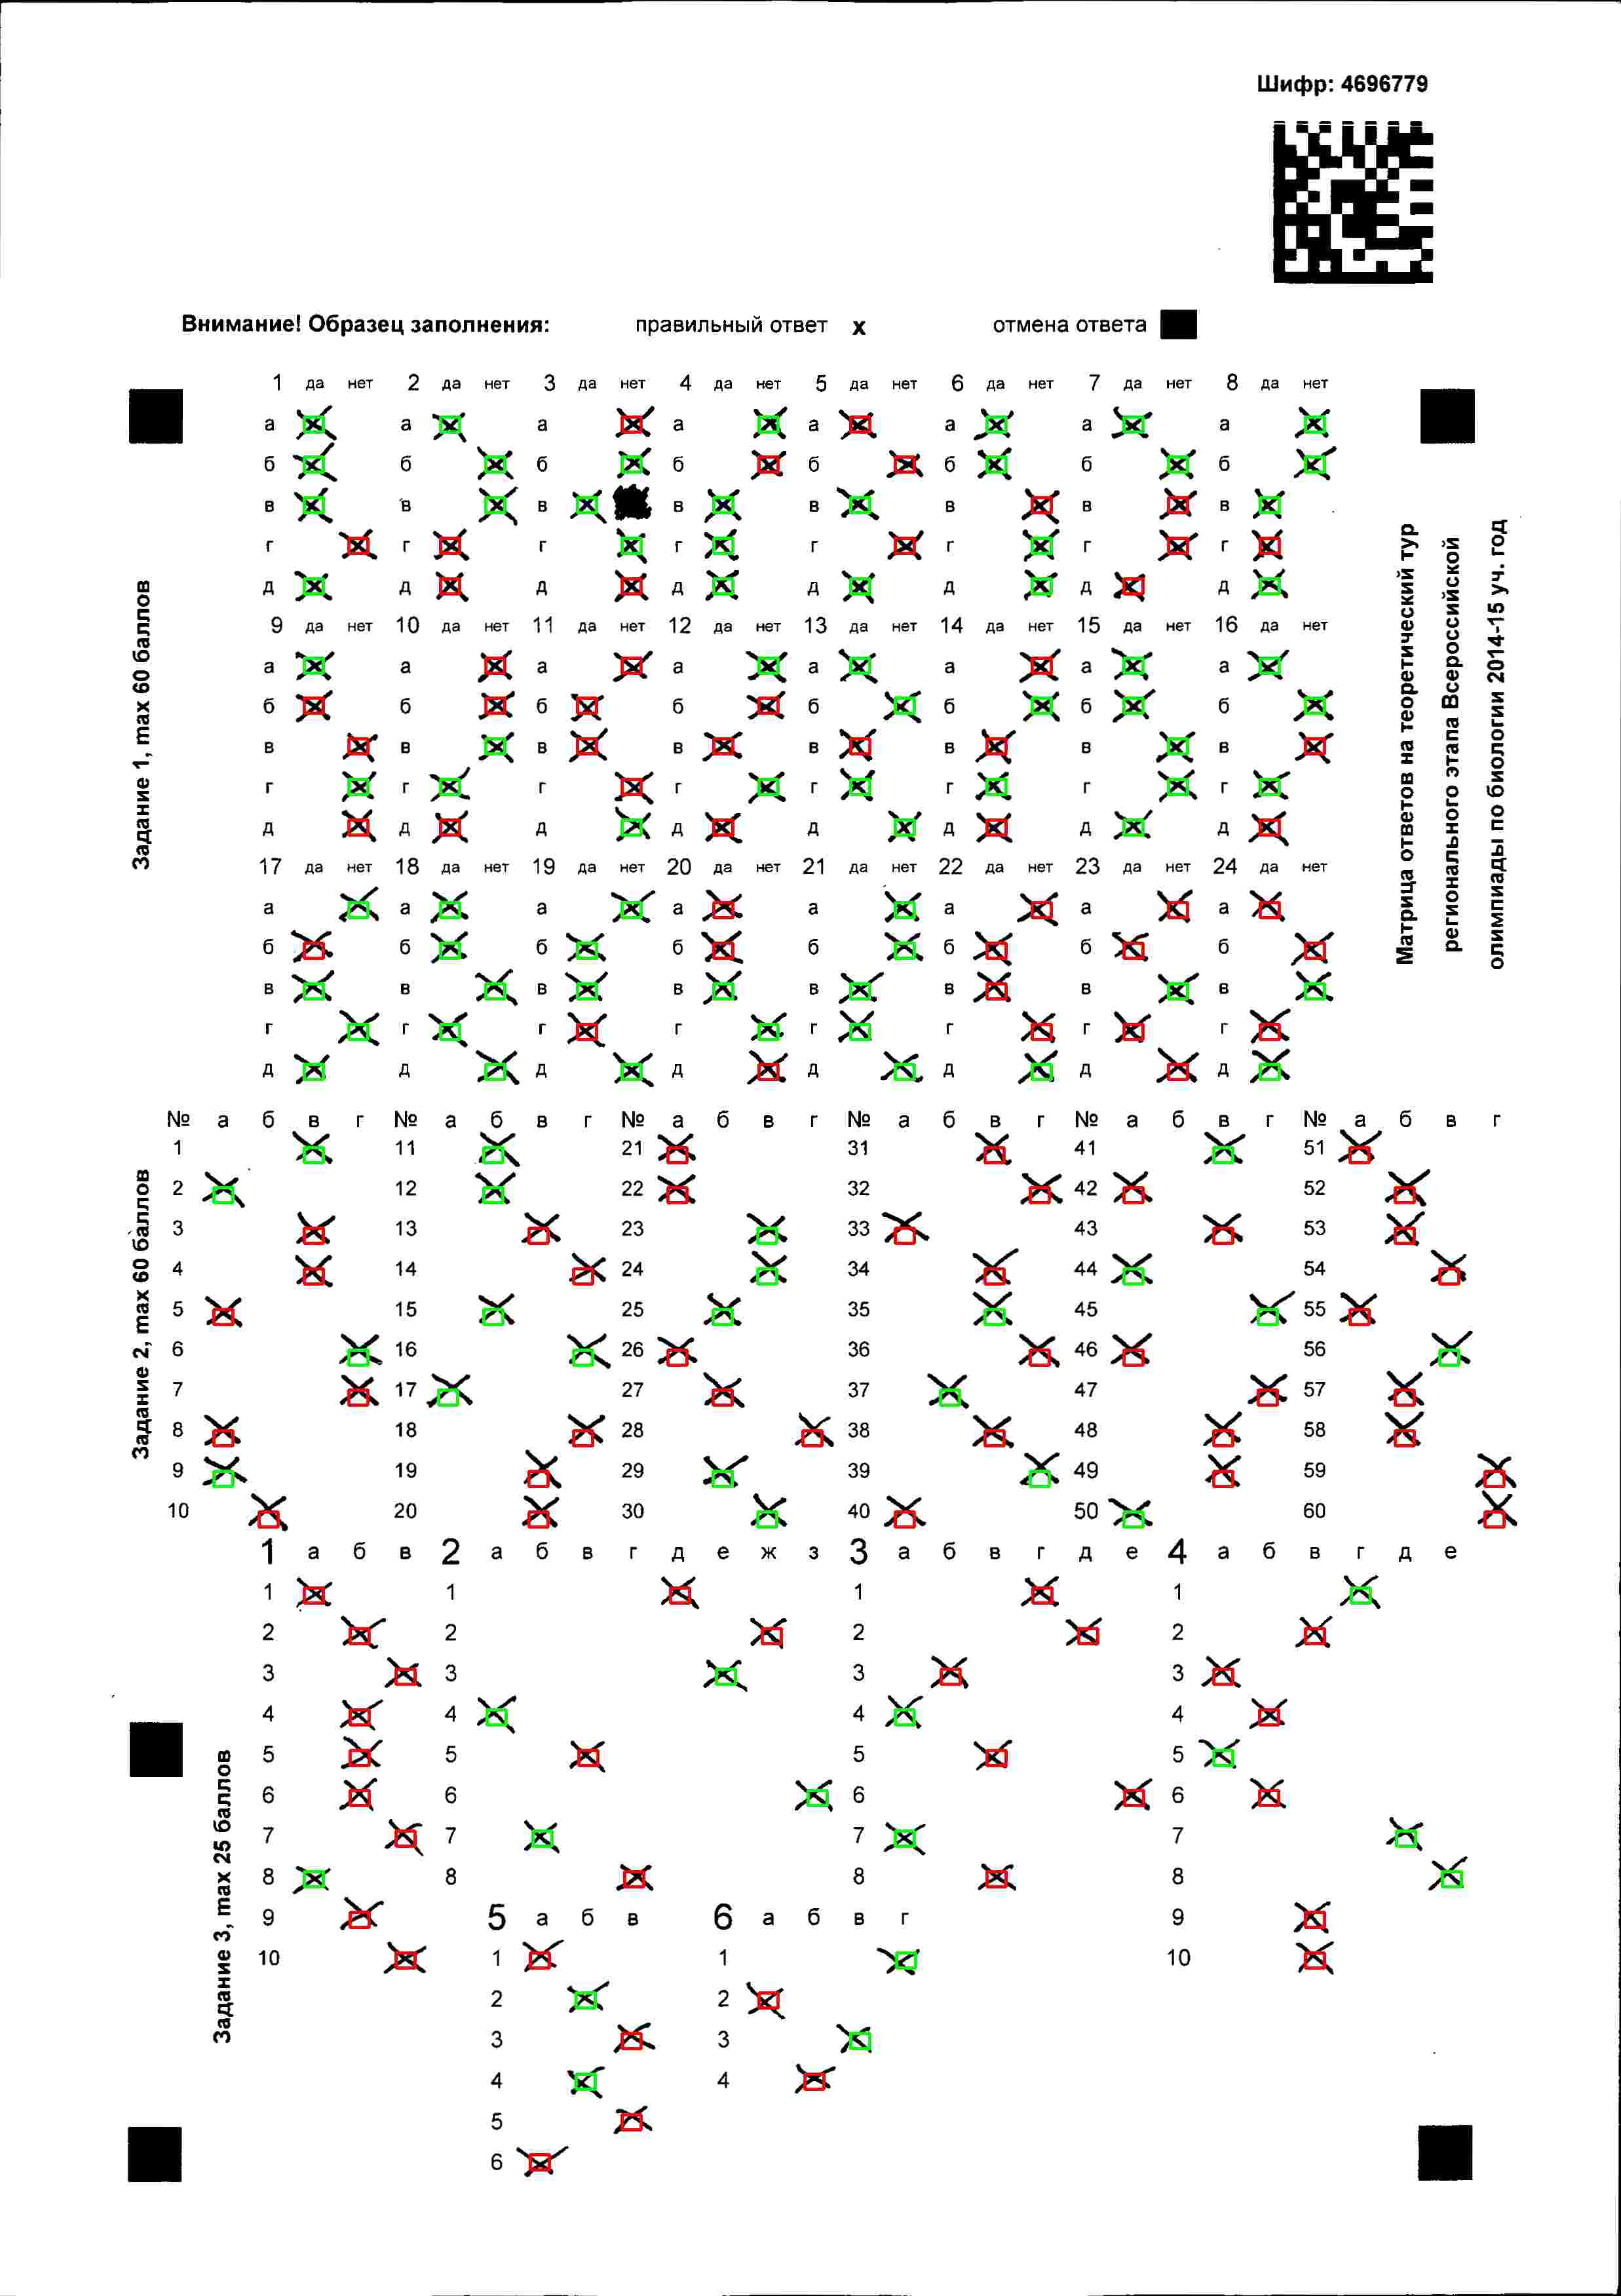 Шифр: 4696779
Внимание! Образец заполнения: правильный ответ x отмена ответа
1 да нет 2 да нет 3 да нет 4 да нет 5 да нет 6 да нет 7 да нет 8 да нет
а а а а а а а а
б б б б б б б б
в в в в в в в в
г г г г г г г г
д д д д д д д д
9 да нет 10 да нет 11 да нет 12 да нет 13 да нет 14 да нет 15 да нет 16 да нет
а а а а а а а а
б б б б б б б б
в в в в в в в в
г г г г г г г г
д д д д д д д д
17 да нет 18 да нет 19 да нет 20 да нет 21 да нет 22 да нет 23 да нет 24 да нет
а а а а а а а а
б б б б б б б б
в в в в в в в в
г г г г г г г г
д д д д д д д д
Задание 1, max 60 баллов
Матрица ответов на теоретический тур
регионального этапа Всероссийской
олимпиады по биологии 2014-15 уч. год
№ а б в г № а б в г № а б в г № а б в г № а б в г № а б в г
1 11 21 31 41 51
2 12 22 32 42 52
3 13 23 33 43 53
4 14 24 34 44 54
5 15 25 35 45 55
6 16 26 36 46 56
7 17 27 37 47 57
8 18 28 38 48 58
9 19 29 39 49 59
10 20 30 40 50 60
Задание 2, max 60 баллов
1 а б в 2 а б в г д е ж з 3 а б в г д е 4 а б в г д е
1 1 1 1
2 2 2 2
3 3 3 3
4 4 4 4
5 5 5 5
6 6 6 6
7 7 7 7
8 8 8 8
9 5 а б в 6 а б в г 9
10 1 1 10
2 2
3 3
4 4
5
6
Задание 3, max 25 баллов